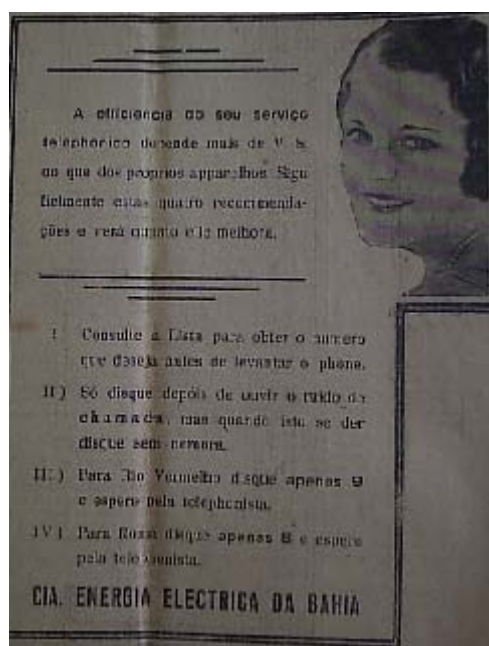 A efficiencia do seu serviço
telephonico depende mais de V. S.
do que dos proprios apparelhos. Siga
fielmente estas quatro recommenda-
ções e verá quanto elle melhora.
I Consulte a Lista para obter o numero
que deseja antes de levantar o phone.
II) Só disque depois de ouvir o ruido da
chamada, mas quando isto se der
disque sem demora.
III) Para Rio Vermelho disque apenas 9
e espere pela telephonista.
IV) Para Roma disque apenas 8 e espere
pela telephonista.
CIA. ENERGIA ELECTRICA DA BAHIA